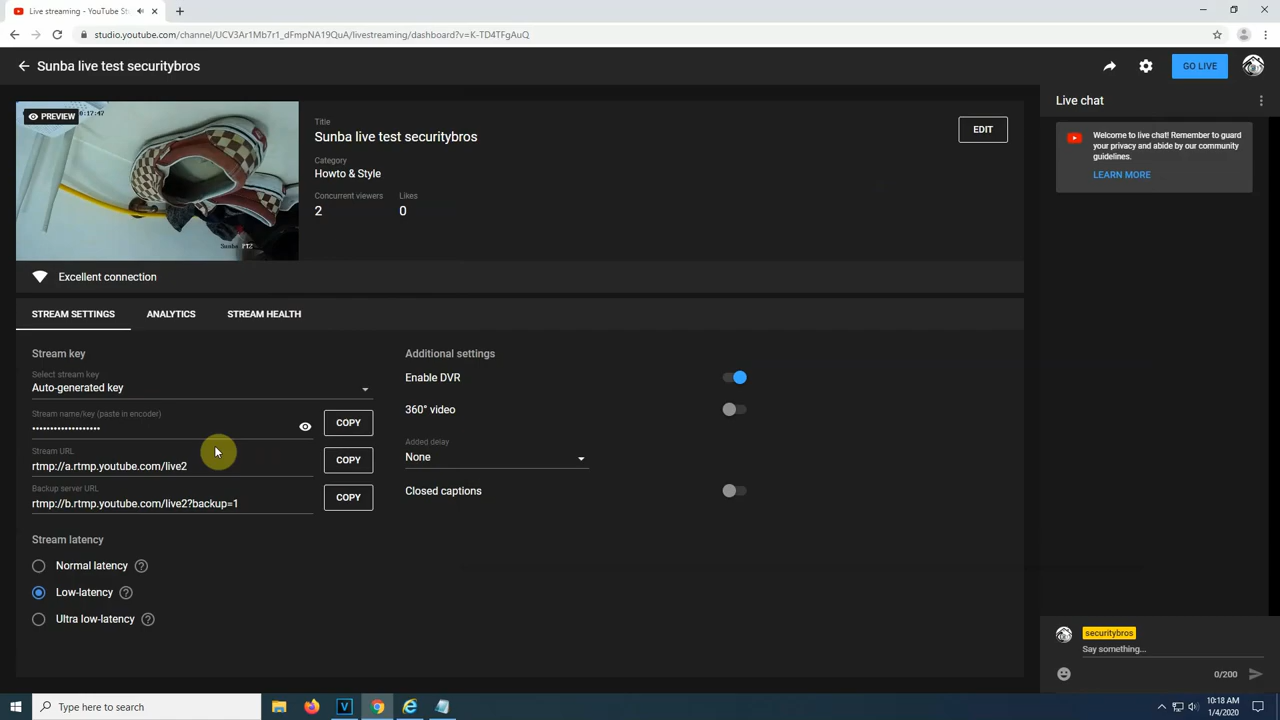 Live streaming - YouTube St
studio.youtube.com/channel/UCV3Ar1Mb7r1_dFmpNA19QuA/livestreaming/dashboard?v=K-TD4TFgAuQ
Sunba live test securitybros
GO LIVE
PREVIEW
0:17:47
Sunba PTZ
Title
Sunba live test securitybros
EDIT
Category
Howto & Style
Concurrent viewers
Likes
2
0
Excellent connection
STREAM SETTINGS
ANALYTICS
STREAM HEALTH
Stream key
Select stream key
Auto-generated key
Stream name/key (paste in encoder)
•••••••••••••••••••
COPY
Stream URL
rtmp://a.rtmp.youtube.com/live2
COPY
Backup server URL
rtmp://b.rtmp.youtube.com/live2?backup=1
COPY
Stream latency
Normal latency
Low-latency
Ultra low-latency
Additional settings
Enable DVR
360° video
Added delay
None
Closed captions
Live chat
Welcome to live chat! Remember to guard
your privacy and abide by our community
guidelines.
LEARN MORE
securitybros
Say something...
0/200
Type here to search
V
10:18 AM
1/4/2020